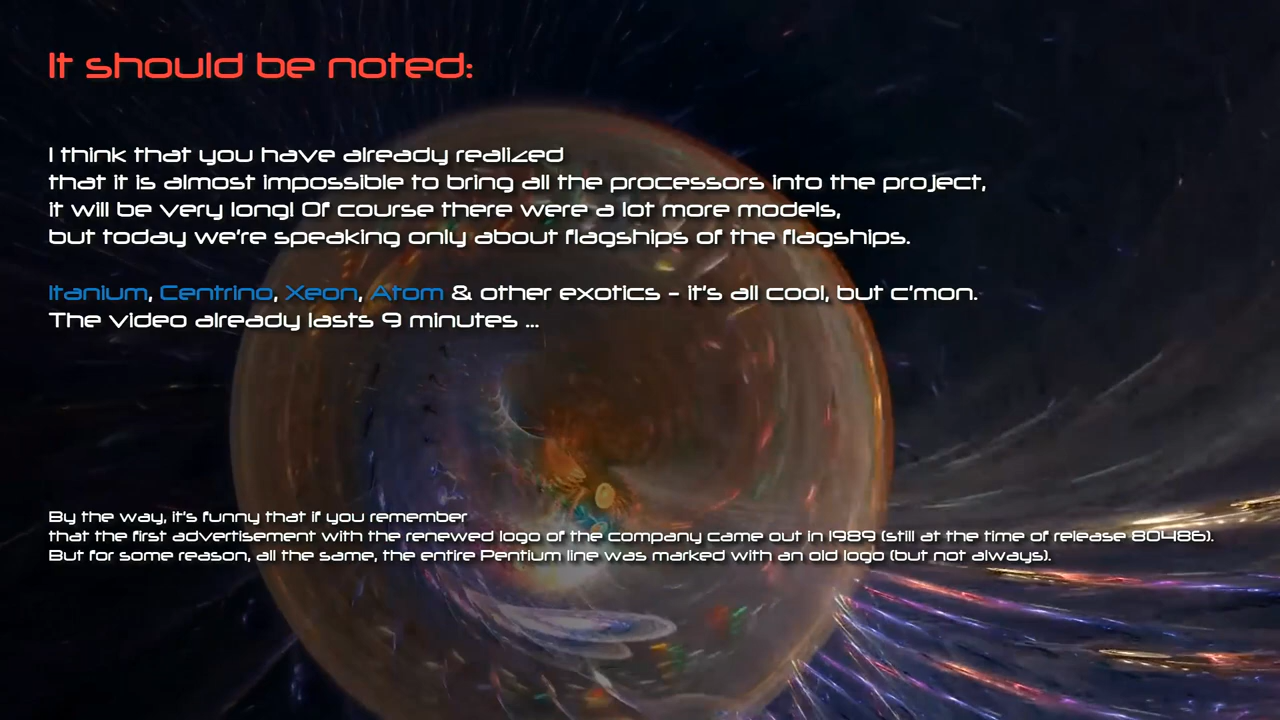 It should be noted:
I think that you have already realized
that it is almost impossible to bring all the processors into the project,
it will be very long! Of course there were a lot more models,
but today we're speaking only about flagships of the flagships.
Itanium, Centrino, Xeon, Atom & other exotics - it's all cool, but c'mon.
The video already lasts 9 minutes ...
By the way, it's funny that if you remember
that the first advertisement with the renewed logo of the company came out in 1989 (still at the time of release 80486).
But for some reason, all the same, the entire Pentium line was marked with an old logo (but not always).